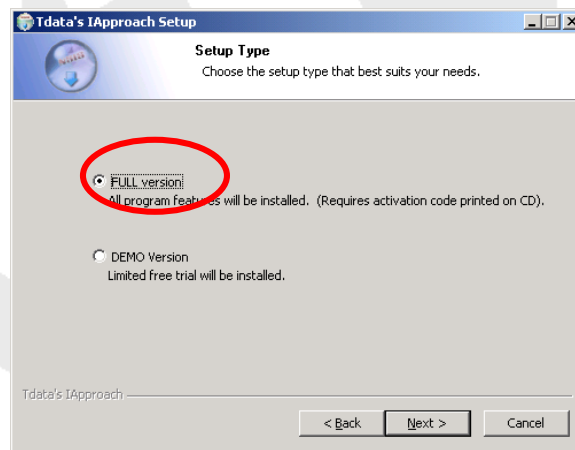 Tdata's IApproach Setup
Setup Type
Choose the setup type that best suits your needs.
FULL version
All program features will be installed. (Requires activation code printed on CD).
DEMO Version
Limited free trial will be installed.
Tdata's IApproach
< Back Next > Cancel